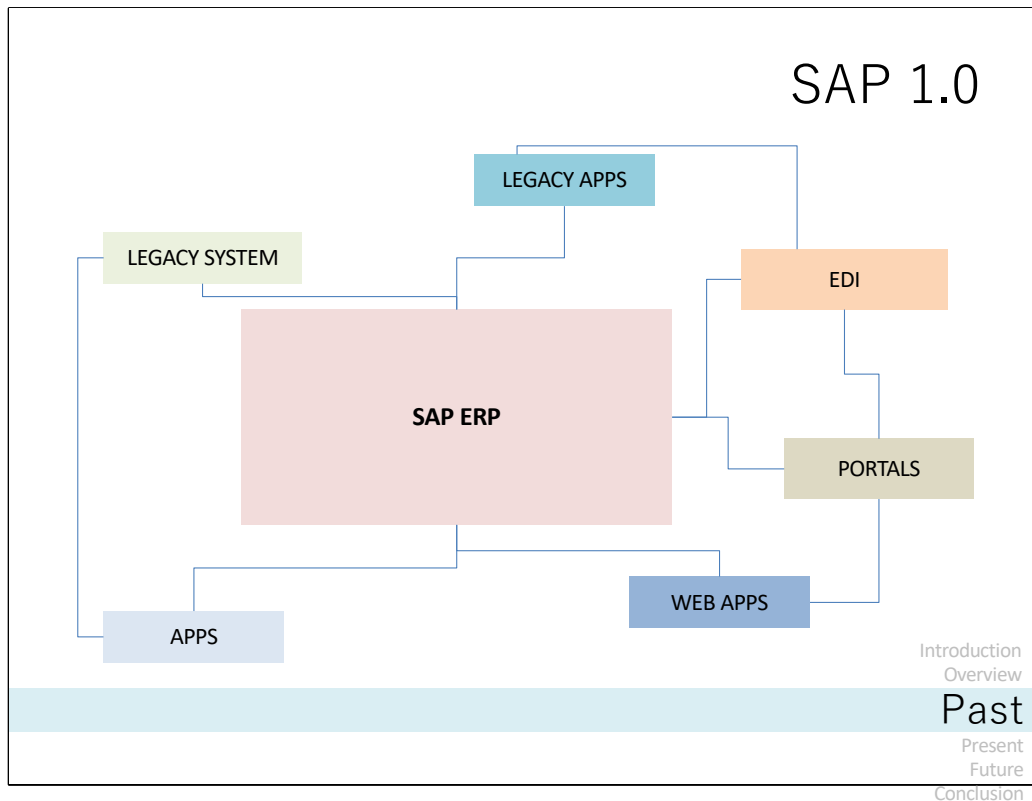 SAP 1.0
LEGACY APPS
LEGACY SYSTEM
EDI
SAP ERP
PORTALS
WEB APPS
APPS
Introduction
Overview
Past
Present
Future
Conclusion